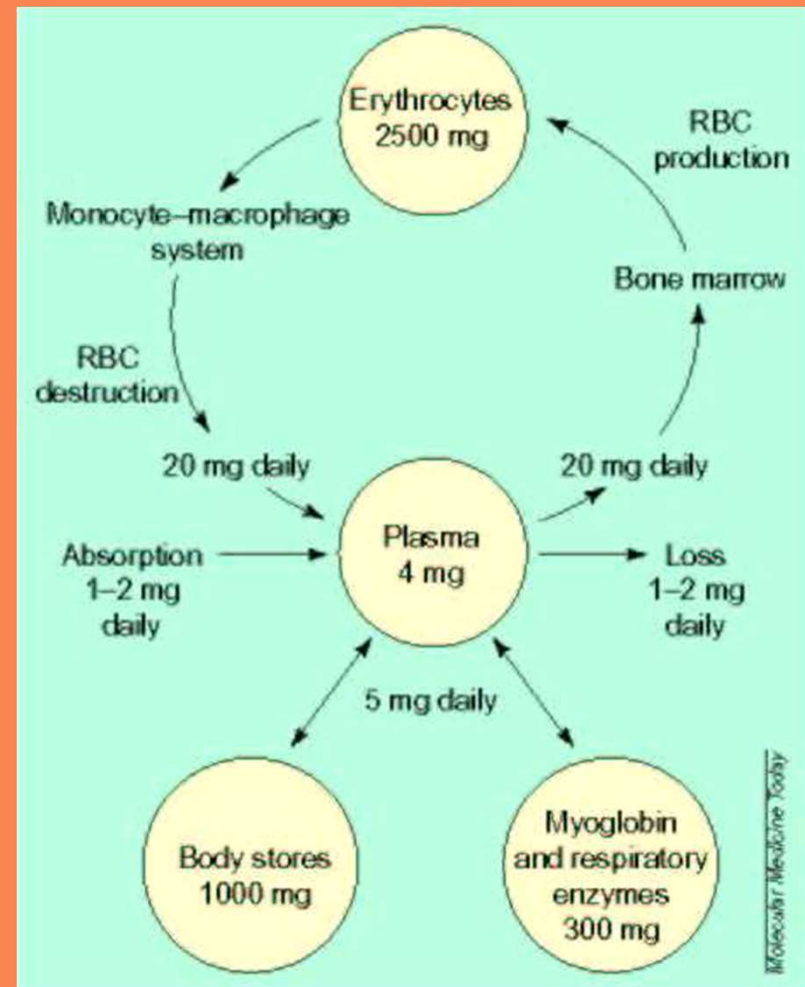 Erythrocytes
2500 mg
RBC
production
Monocyte–macrophage
system
Bone marrow
RBC
destruction
20 mg daily
20 mg daily
Plasma
4 mg
Absorption
1–2 mg
daily
Loss
1–2 mg
daily
5 mg daily
Body stores
1000 mg
Myoglobin
and respiratory
enzymes
300 mg
Molecular Medicine Today